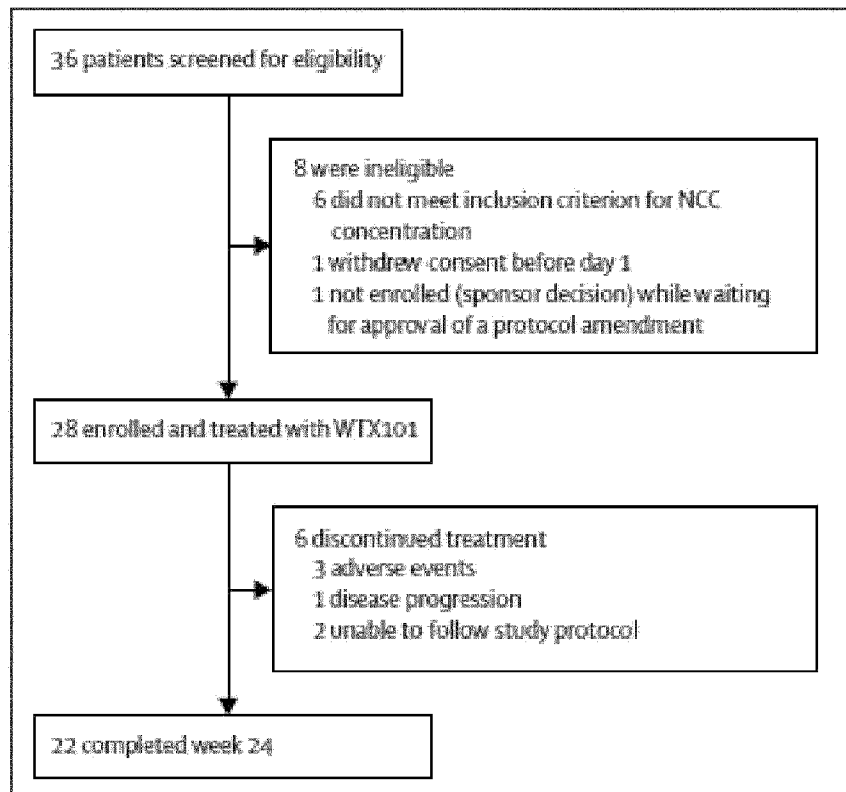 36 patients screened for eligibility
8 were ineligible
6 did not meet inclusion criterion for NCC
concentration
1 withdrew consent before day 1
1 not enrolled (sponsor decision) while waiting
for approval of a protocol amendment
28 enrolled and treated with WTX101
6 discontinued treatment
3 adverse events
1 disease progression
2 unable to follow study protocol
22 completed week 24